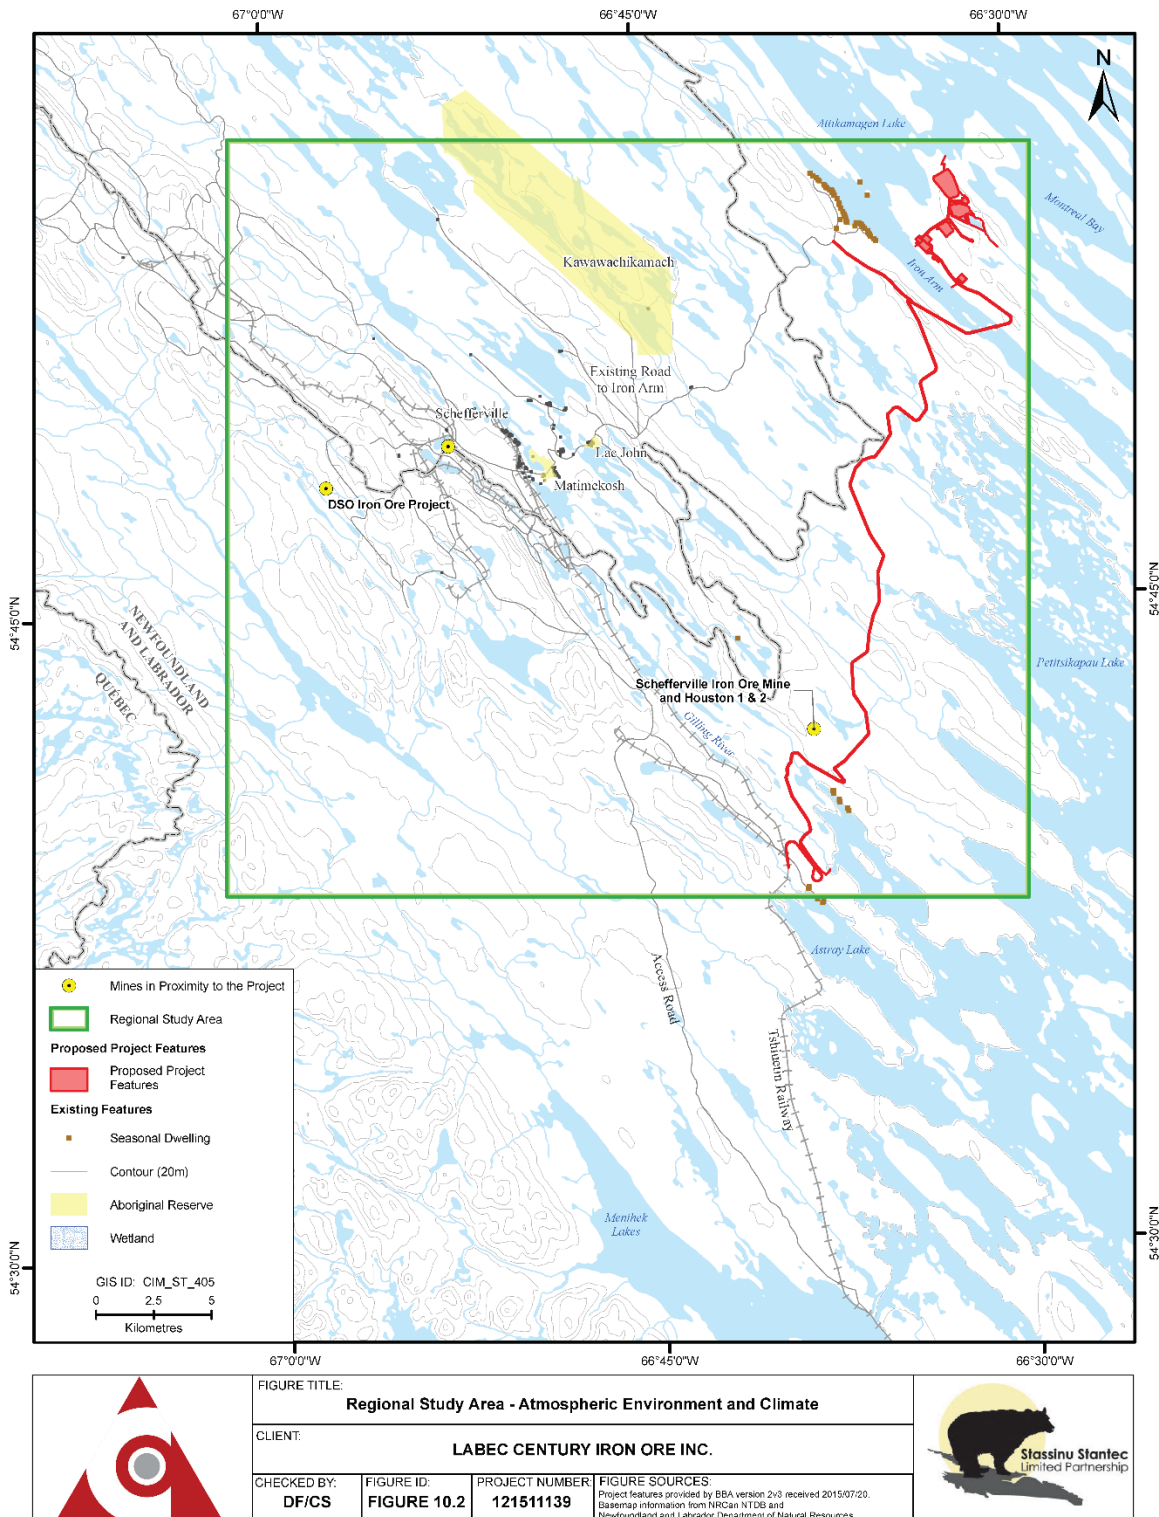 67°0'0"W
66°45'0"W
66°30'0"W
N
Attikamagen Lake
Montreal Bay
Kawawachikamach
Iron Arm
Existing Road
to Iron Arm
Schefferville
Lac John
Matimekosh
DSO Iron Ore Project
54°45'0"N
54°45'0"N
NEWFOUNDLAND
AND LABRADOR
QUÉBEC
Petitsikapau Lake
Schefferville Iron Ore Mine
and Houston 1 & 2
Gilling River
Astray Lake
Access Road
Tshiuetin Railway
Menihek
Lakes
54°30'0"N
54°30'0"N
Mines in Proximity to the Project
Regional Study Area
Proposed Project Features
Proposed Project
Features
Existing Features
Seasonal Dwelling
Contour (20m)
Aboriginal Reserve
Wetland
GIS ID: CIM_ST_405
0 2.5 5
Kilometres
67°0'0"W
66°45'0"W
66°30'0"W
FIGURE TITLE:
Regional Study Area - Atmospheric Environment and Climate
CLIENT:
LABEC CENTURY IRON ORE INC.
CHECKED BY:
DF/CS
FIGURE ID:
FIGURE 10.2
PROJECT NUMBER:
121511139
FIGURE SOURCES:
Project features provided by BBA version 2v3 received 2015/07/20.
Basemap information from NRCan NTDB and
Newfoundland and Labrador Department of Natural Resources
Stassinu Stantec
Limited Partnership